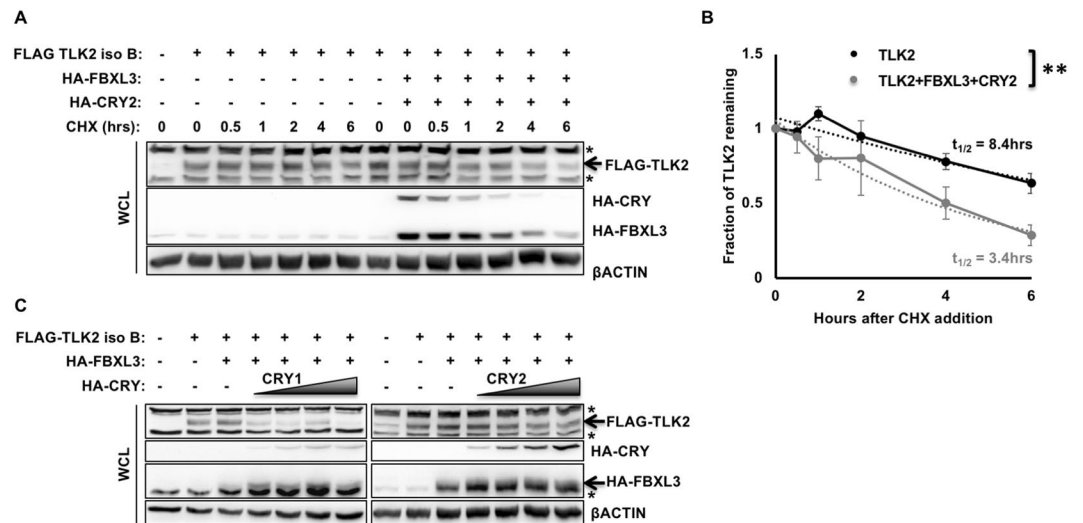 A
FLAG TLK2 iso B: - + + + + + + + + + + + +
HA-FBXL3: + + + + + +
HA-CRY2: + + + + + +
CHX (hrs) 0 0 0.5 1 2 4 6 0 0 0.5 1 2 4 6
*
FLAG-TLK2
*
HA-CRY
HA-FBXL3
βACTIN
WCL
B
Fraction of TLK2 remaining
1.5
1
0.5
0
TLK2
TLK2+FBXL3+CRY2
**
t1/2 = 8.4hrs
t1/2 = 3.4hrs
0 2 4 6
Hours after CHX addition
C
FLAG-TLK2 iso B: - + + + + + + - + + + + + +
HA-FBXL3: - - + + + + + - - + + + + +
HA-CRY: - - - CRY1 - - - CRY2
*
FLAG-TLK2
*
HA-CRY
HA-FBXL3
*
βACTIN
WCL